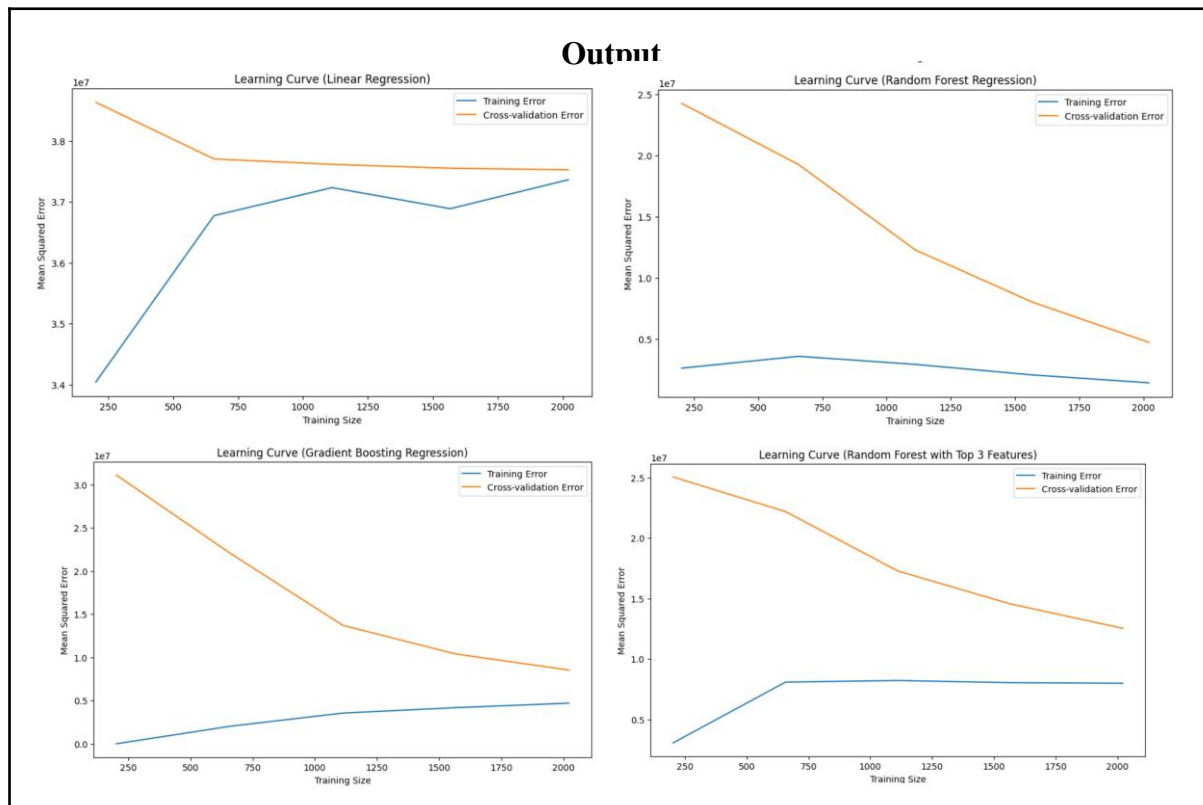 Output
Learning Curve (Linear Regression)
1e7
Training Error
Cross-validation Error
3.8
3.7
3.6
3.5
3.4
Mean Squared Error
250 500 750 1000 1250 1500 1750 2000
Training Size
Learning Curve (Random Forest Regression)
1e7
2.5
Training Error
Cross-validation Error
2.0
1.5
1.0
0.5
Mean Squared Error
250 500 750 1000 1250 1500 1750 2000
Training Size
Learning Curve (Gradient Boosting Regression)
1e7
Training Error
Cross-validation Error
3.0
2.5
2.0
1.5
1.0
0.5
0.0
Mean Squared Error
250 500 750 1000 1250 1500 1750 2000
Training Size
Learning Curve (Random Forest with Top 3 Features)
1e7
2.5
Training Error
Cross-validation Error
2.0
1.5
1.0
0.5
Mean Squared Error
250 500 750 1000 1250 1500 1750 2000
Training Size